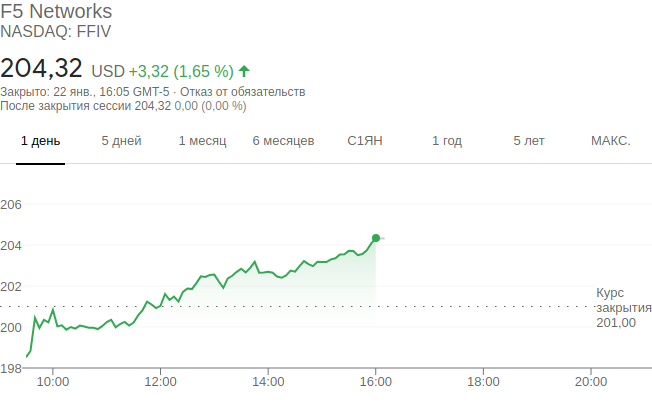 F5 Networks
NASDAQ: FFIV
204,32 USD +3,32 (1,65 %)
Закрыто: 22 янв., 16:05 GMT-5 · Отказ от обязательств
После закрытия сессии 204,32 0,00 (0,00 %)
1 день 5 дней 1 месяц 6 месяцев С1ЯН 1 год 5 лет МАКС.
206
204
202
200
198
Курс
закрытия
201,00
10:00 12:00 14:00 16:00 18:00 20:00